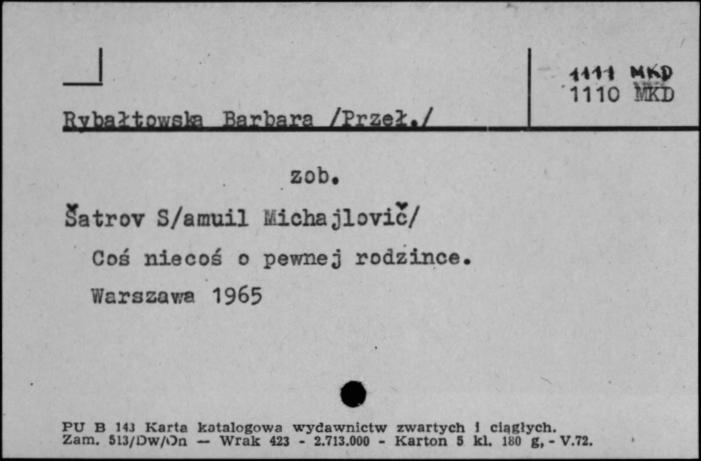 1111 MKD
1110 MKD
Rybałtowska Barbara /Przeł./
zob.
Šatrov S/amuil Michajlovič/
Coś niecoś o pewnej rodzince.
Warszawa 1965
PU B 143 Karta katalogowa wydawnictw zwartych i ciągłych.
Zam. 513/Dw/On — Wrak 423 - 2.713.000 - Karton 5 kl. 180 g, - V.72.